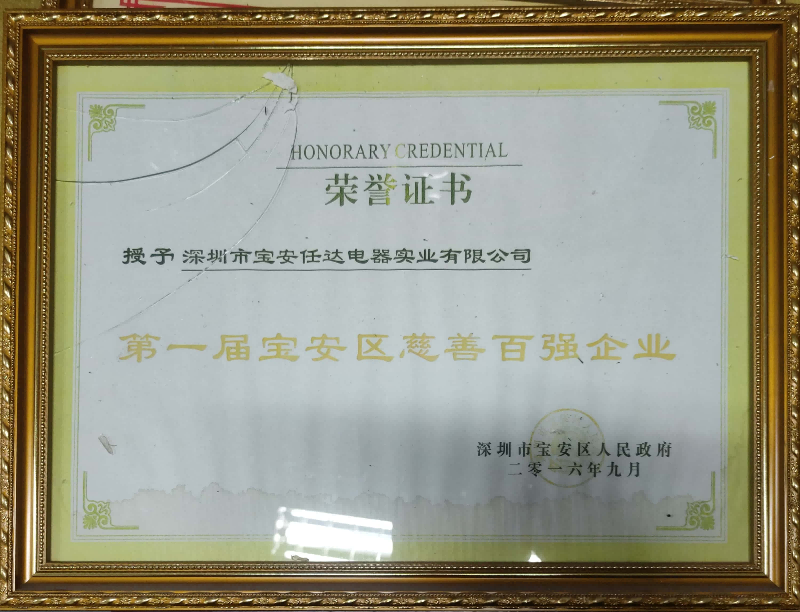 HONORARY CREDENTIAL
荣誉证书
授予 深圳市宝安任达电器实业有限公司
第一届宝安区慈善百强企业
深圳市宝安区人民政府
二零一六年九月